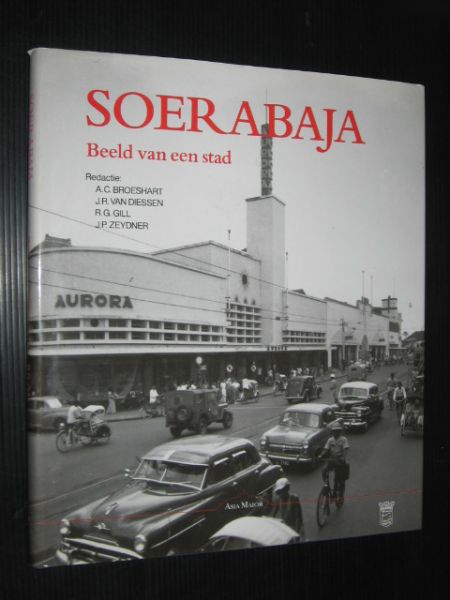 SOERABAJA
Beeld van een stad
Redactie:
A.C. BROESHART
J.R. VAN DIESSEN
R.G. GILL
J.P. ZEYDNER
AURORA
ASIA MAIOR